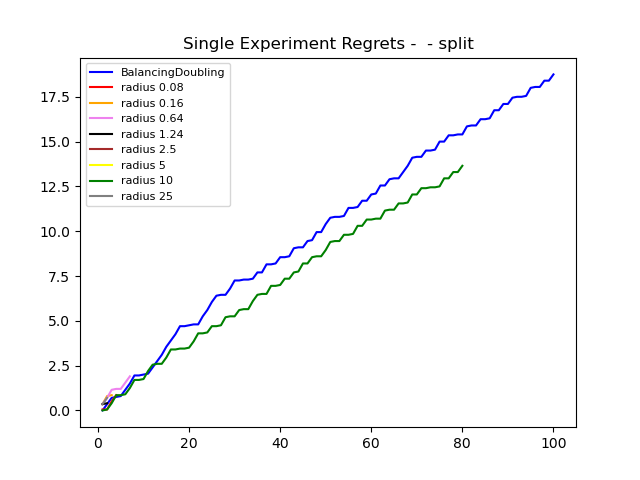 Single Experiment Regrets -  - split
BalancingDoubling
radius 0.08
radius 0.16
radius 0.64
radius 1.24
radius 2.5
radius 5
radius 10
radius 25
17.5
15.0
12.5
10.0
7.5
5.0
2.5
0.0
0 20 40 60 80 100